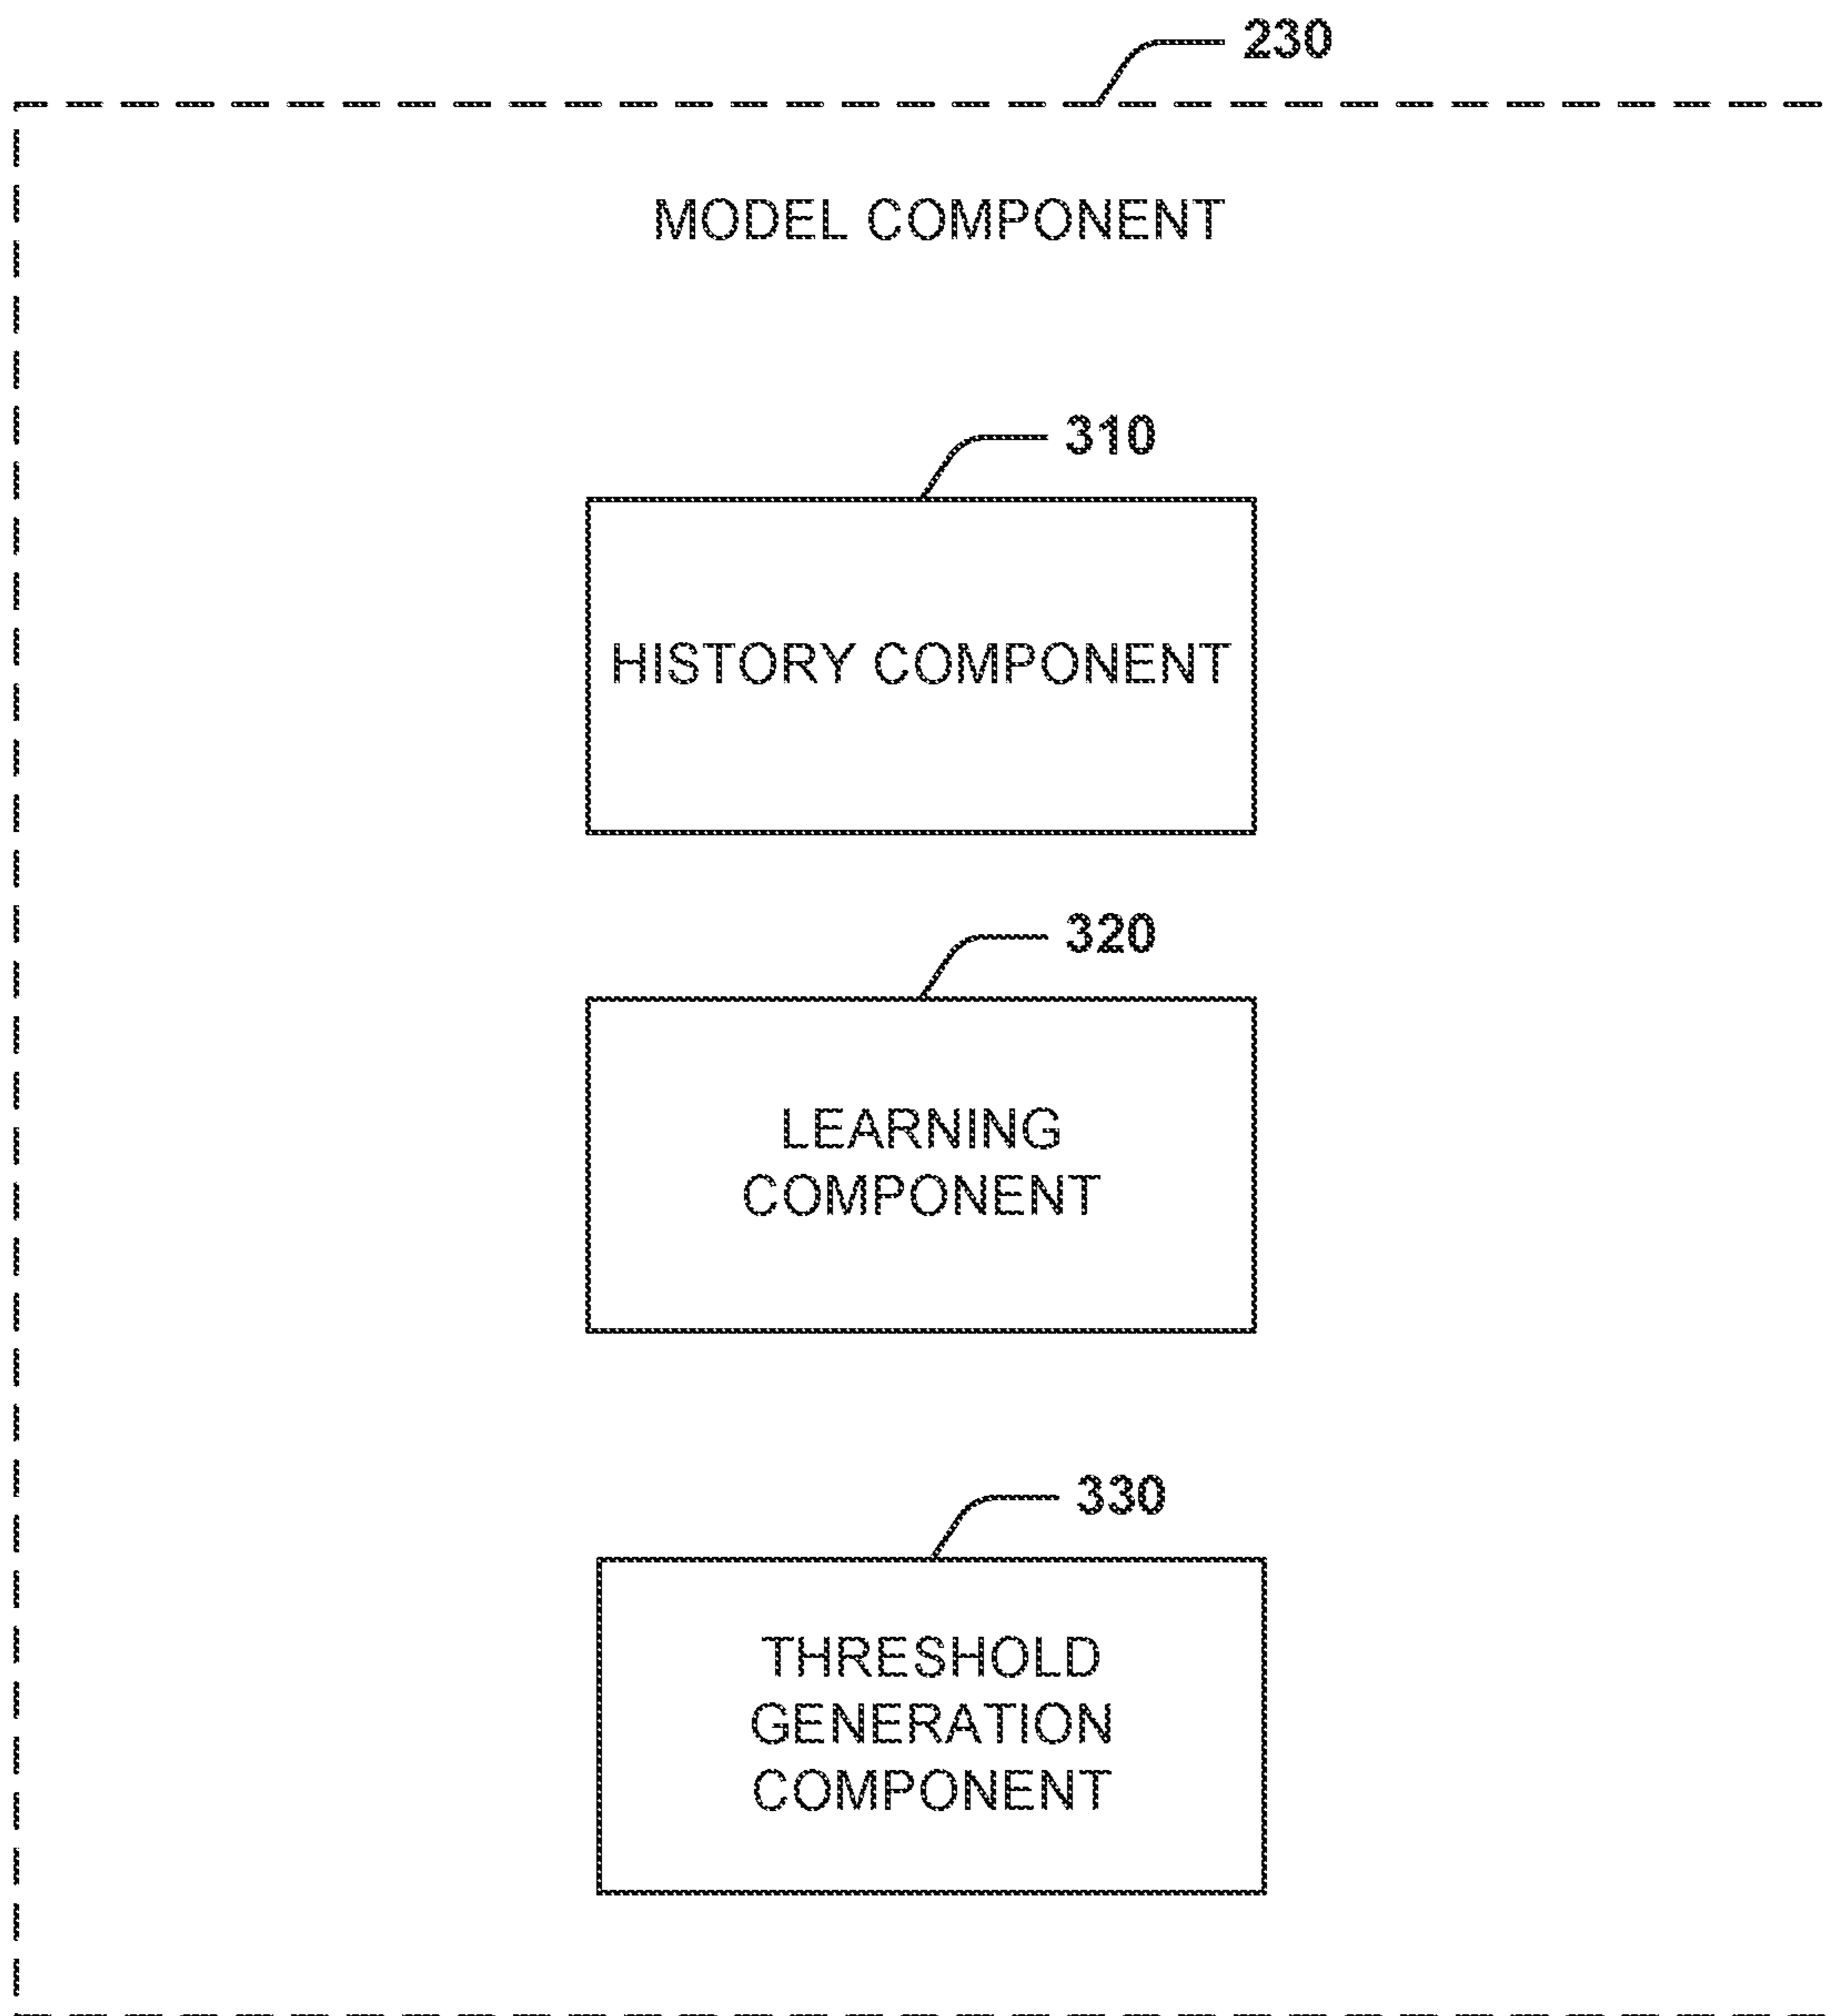 230
MODEL COMPONENT
310
HISTORY COMPONENT
320
LEARNING
COMPONENT
330
THRESHOLD
GENERATION
COMPONENT